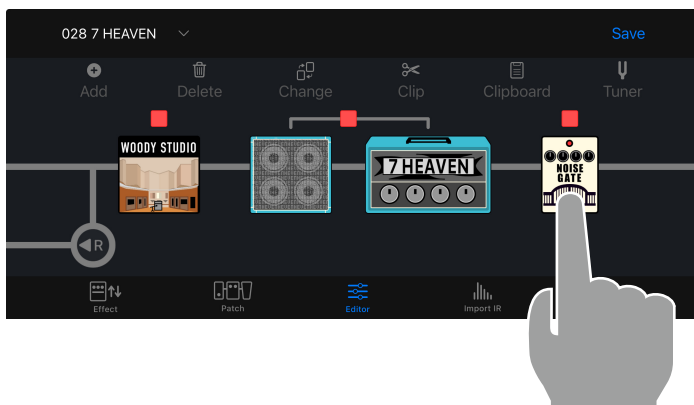 028 7 HEAVEN
Save
Add
Delete
Change
Clip
Clipboard
Tuner
WOODY STUDIO
7 HEAVEN
NOISE
GATE
R
Effect
Patch
Editor
Import IR